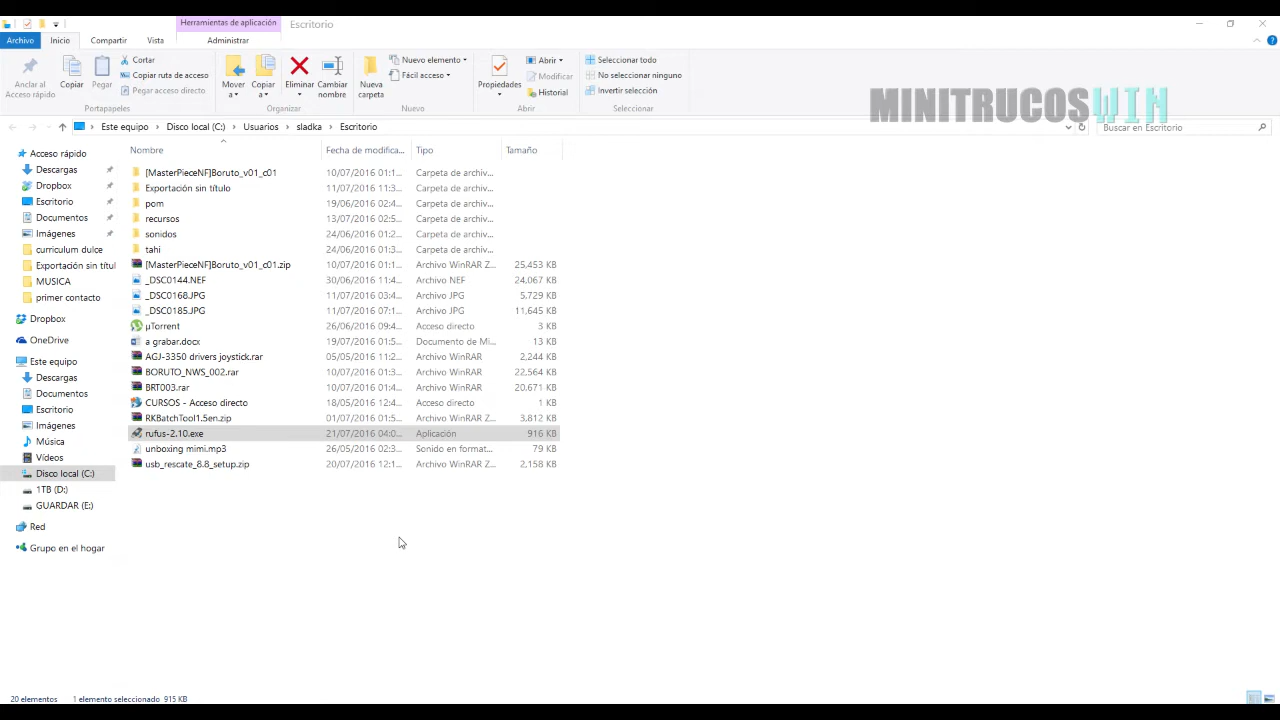 Herramientas de aplicación
Escritorio
Archivo Inicio Compartir Vista Administrar
Anclar al Acceso rápido
Copiar
Pegar
Cortar
Copiar ruta de acceso
Pegar acceso directo
Portapapeles
Mover a
Copiar a
Eliminar
Cambiar nombre
Organizar
Nueva carpeta
Nuevo elemento
Fácil acceso
Nuevo
Propiedades
Abrir
Modificar
Historial
Abrir
Seleccionar todo
No seleccionar ninguno
Invertir selección
Seleccionar
MINITRUCOSWIN
Este equipo Disco local (C:) Usuarios sladka Escritorio
Buscar en Escritorio
Acceso rápido
Descargas
Dropbox
Escritorio
Documentos
Imágenes
curriculum dulce
Exportación sin títul
MUSICA
primer contacto
Dropbox
OneDrive
Este equipo
Descargas
Documentos
Escritorio
Imágenes
Música
Vídeos
Disco local (C:)
1TB (D:)
GUARDAR (E:)
Red
Grupo en el hogar
Nombre Fecha de modifica... Tipo Tamaño
[MasterPieceNF]Boruto_v01_c01 10/07/2016 01:1... Carpeta de archiv...
Exportación sin título 11/07/2016 11:3... Carpeta de archiv...
pom 19/06/2016 02:4... Carpeta de archiv...
recursos 13/07/2016 02:5... Carpeta de archiv...
sonidos 24/06/2016 01:2... Carpeta de archiv...
tahi 24/06/2016 01:3... Carpeta de archiv...
[MasterPieceNF]Boruto_v01_c01.zip 10/07/2016 01:1... Archivo WinRAR Z... 25,453 KB
_DSC0144.NEF 30/06/2016 11:4... Archivo NEF 24,067 KB
_DSC0168.JPG 11/07/2016 03:4... Archivo JPG 5,729 KB
_DSC0185.JPG 11/07/2016 07:1... Archivo JPG 11,645 KB
µTorrent 26/06/2016 09:4... Acceso directo 3 KB
a grabar.docx 19/07/2016 01:5... Documento de Mi... 13 KB
AGJ-3350 drivers joystick.rar 05/05/2016 11:2... Archivo WinRAR 2,244 KB
BORUTO_NWS_002.rar 10/07/2016 01:3... Archivo WinRAR 22,564 KB
BRT003.rar 10/07/2016 01:4... Archivo WinRAR 20,671 KB
CURSOS - Acceso directo 18/05/2016 12:4... Acceso directo 1 KB
RKBatchTool1.5en.zip 01/07/2016 01:5... Archivo WinRAR Z... 3,812 KB
rufus-2.10.exe 21/07/2016 04:0... Aplicación 916 KB
unboxing mimi.mp3 26/05/2016 02:3... Sonido en format... 79 KB
usb_rescate_8.8_setup.zip 20/07/2016 12:1... Archivo WinRAR Z... 2,158 KB
20 elementos 1 elemento seleccionado 915 KB